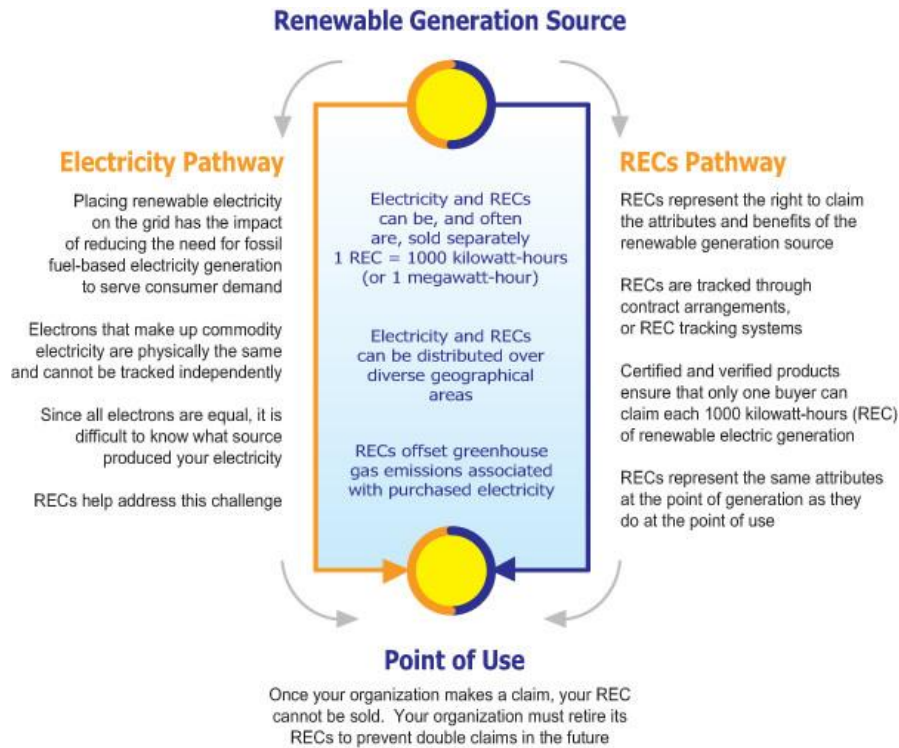 Renewable Generation Source
Electricity Pathway
Placing renewable electricity
on the grid has the impact
of reducing the need for fossil
fuel-based electricity generation
to serve consumer demand
Electrons that make up commodity
electricity are physically the same
and cannot be tracked independently
Since all electrons are equal, it is
difficult to know what source
produced your electricity
RECs help address this challenge
Electricity and RECs
can be, and often
are, sold separately
1 REC = 1000 kilowatt-hours
(or 1 megawatt-hour)
Electricity and RECs
can be distributed over
diverse geographical
areas
RECs offset greenhouse
gas emissions associated
with purchased electricity
RECs Pathway
RECs represent the right to claim
the attributes and benefits of the
renewable generation source
RECs are tracked through
contract arrangements,
or REC tracking systems
Certified and verified products
ensure that only one buyer can
claim each 1000 kilowatt-hours (REC)
of renewable electric generation
RECs represent the same attributes
at the point of generation as they
do at the point of use
Point of Use
Once your organization makes a claim, your REC
cannot be sold. Your organization must retire its
RECs to prevent double claims in the future